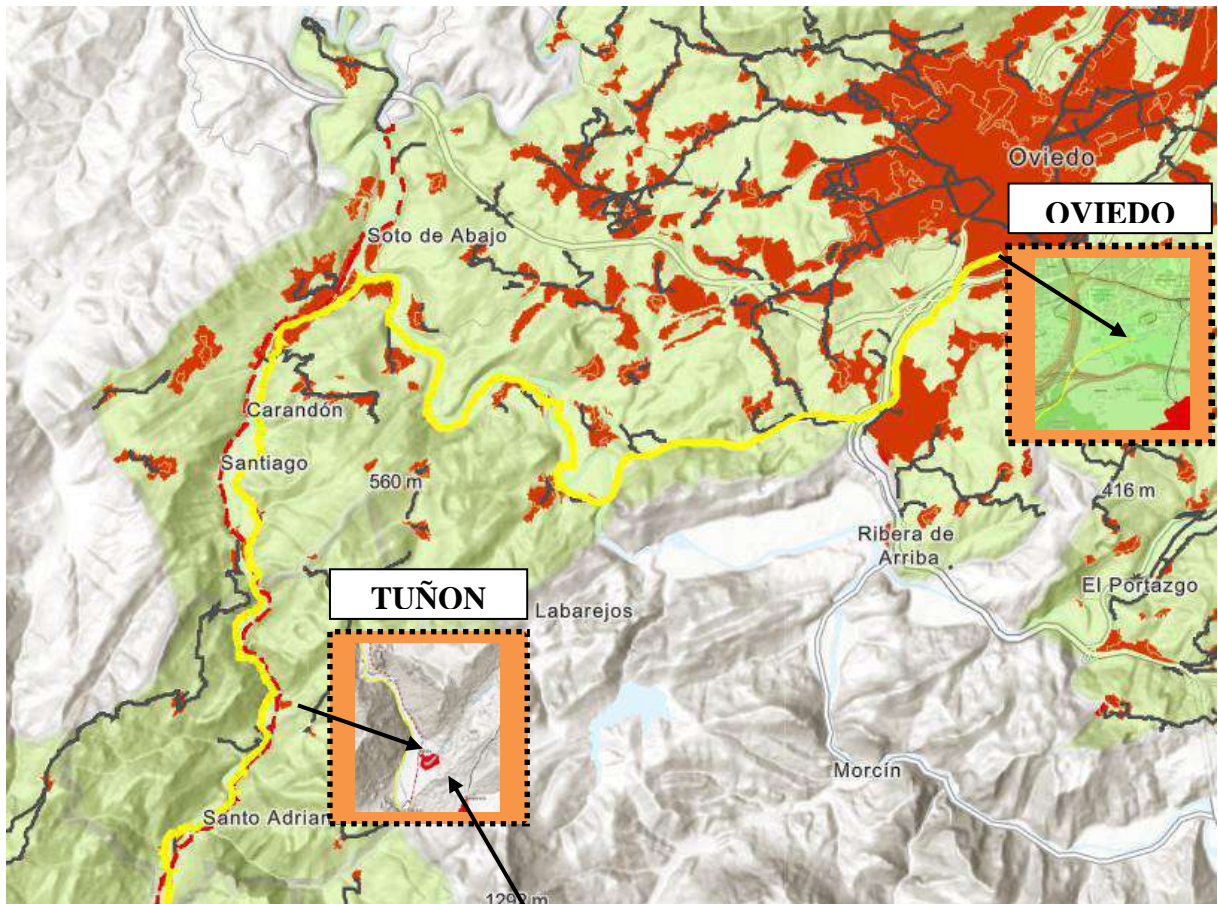 Oviedo
OVIEDO
Soto de Abajo
Carandón
Santiago
560 m
416 m
Ribera de
Arriba
El Portazgo
TUÑON
Labarejos
Morcín
Santo Adrian
1292 m